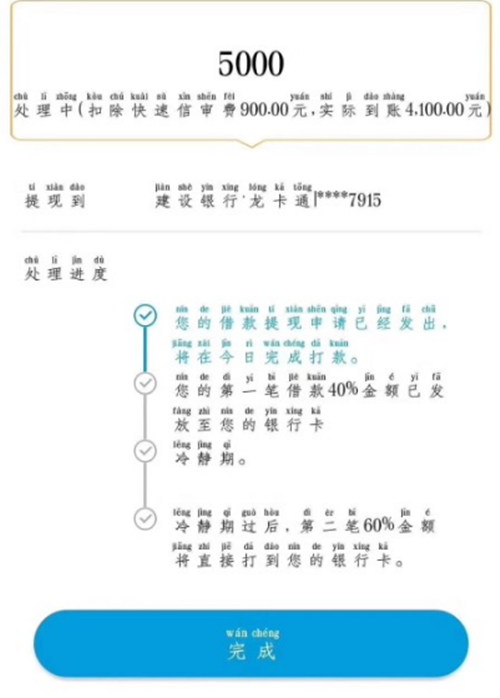 5000
chǔ lǐ zhōng kòu chú kuài sù xìn shěn fèi yuán shí jì dào zhàng yuán
处理中(扣除快速信审费900.00元,实际到账4,100.00元)
tí xiàn dào jiàn shè yín xíng lóng kǎ tōng
提现到 建设银行·龙卡通|****7915
chǔ lǐ jìn dù
处理进度
nín de jiè kuǎn tí xiàn shēn qǐng yǐ jīng fā chū
您的借款提现申请已经发出,
jiāng zài jīn rì wán chéng dǎ kuǎn
将在今日完成打款。
nín de dì yī bǐ jiè kuǎn jīn é yǐ fā
您的第一笔借款40%金额已发
fàng zhì nín de yín xíng kǎ
放至您的银行卡
lěng jìng qī
冷静期。
lěng jìng qī guò hòu dì èr bǐ jīn é
冷静期过后,第二笔60%金额
jiāng zhí jiē dǎ dào nín de yín xíng kǎ
将直接打到您的银行卡。
wán chéng
完成